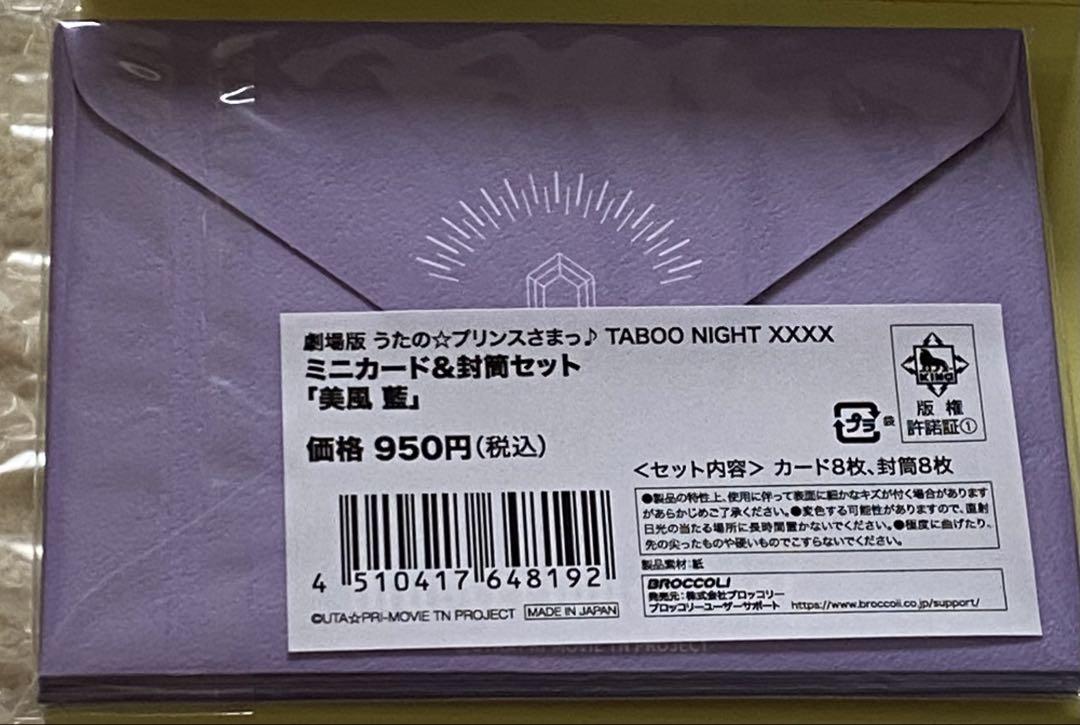 劇場版 うたの☆プリンスさまっ♪ TABOO NIGHT XXXX
ミニカード&封筒セット
「美風 藍」
価格 950円(税込)
KING
版権
許諾証①
プラ 袋
<セット内容> カード8枚、封筒8枚
●製品の特性上、使用に伴って表面に細かなキズが付く場合があります
があらかじめご了承ください。●変色する可能性がありますので、直射
日光の当たる場所に長時間置かないでください。●極度に曲げたり、
先の尖ったものや硬いものでこすらないでください。
製品素材:紙
BROCCOLI
発売元:株式会社ブロッコリー
ブロッコリーユーザーサポート https://www.broccoli.co.jp/support/
4 510417 648192
©UTA☆PRI-MOVIE TN PROJECT MADE IN JAPAN